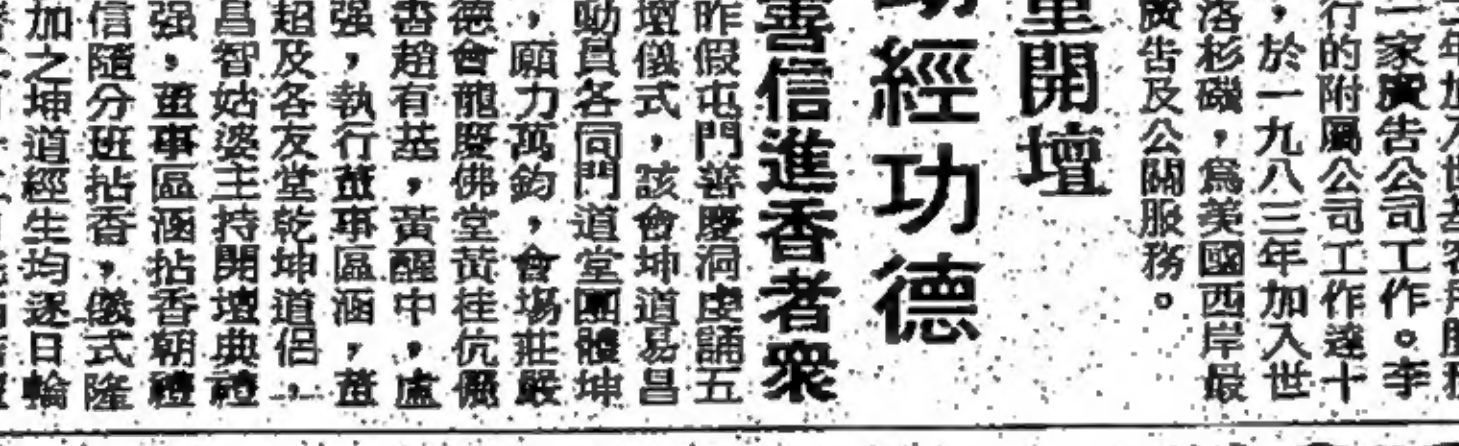 一家廣告公司工作。李
行的附屬公司工作達十
，於一九八三年加入世
落杉磯，為美國西岸最
廣告及公關服務。
開壇
經功德
善信進香者衆
昨假屯門善慶洞虔誦五
壇儀式，該會坤道易昌
動員各同門道堂團體坤
，願力萬鈞，會場莊嚴
德會龍慶佛堂黃桂伉儷
書趙有基，黃醒中，盧
强，執行董事區涵，董
超及各友堂乾坤道侶，
昌智姑婆主持開壇典禮
强，董事區涵拈香朝禮
信隨分班拈香，儀式隆
加之坤道經生均逐日輪